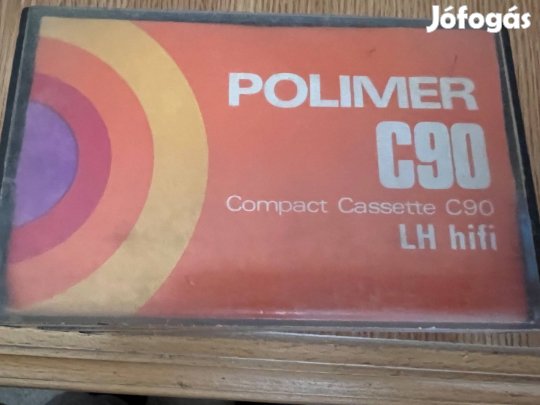 Jófogás
POLIMER
C90
Compact Cassette C90
LH hifi